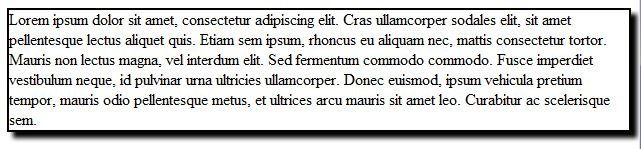 Lorem ipsum dolor sit amet, consectetur adipiscing elit. Cras ullamcorper sodales elit, sit amet
pellentesque lectus aliquet quis. Etiam sem ipsum, rhoncus eu aliquam nec, mattis consectetur tortor.
Mauris non lectus magna, vel interdum elit. Sed fermentum commodo commodo. Fusce imperdiet
vestibulum neque, id pulvinar urna ultricies ullamcorper. Donec euismod, ipsum vehicula pretium
tempor, mauris odio pellentesque metus, et ultrices arcu mauris sit amet leo. Curabitur ac scelerisque
sem.